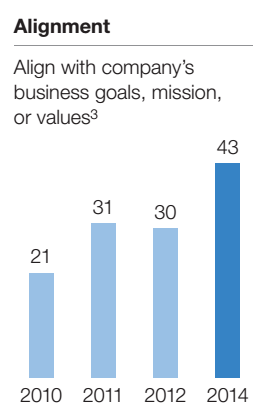 Alignment
Align with company's
business goals, mission,
or values³
43
31
30
21
2010 2011 2012 2014